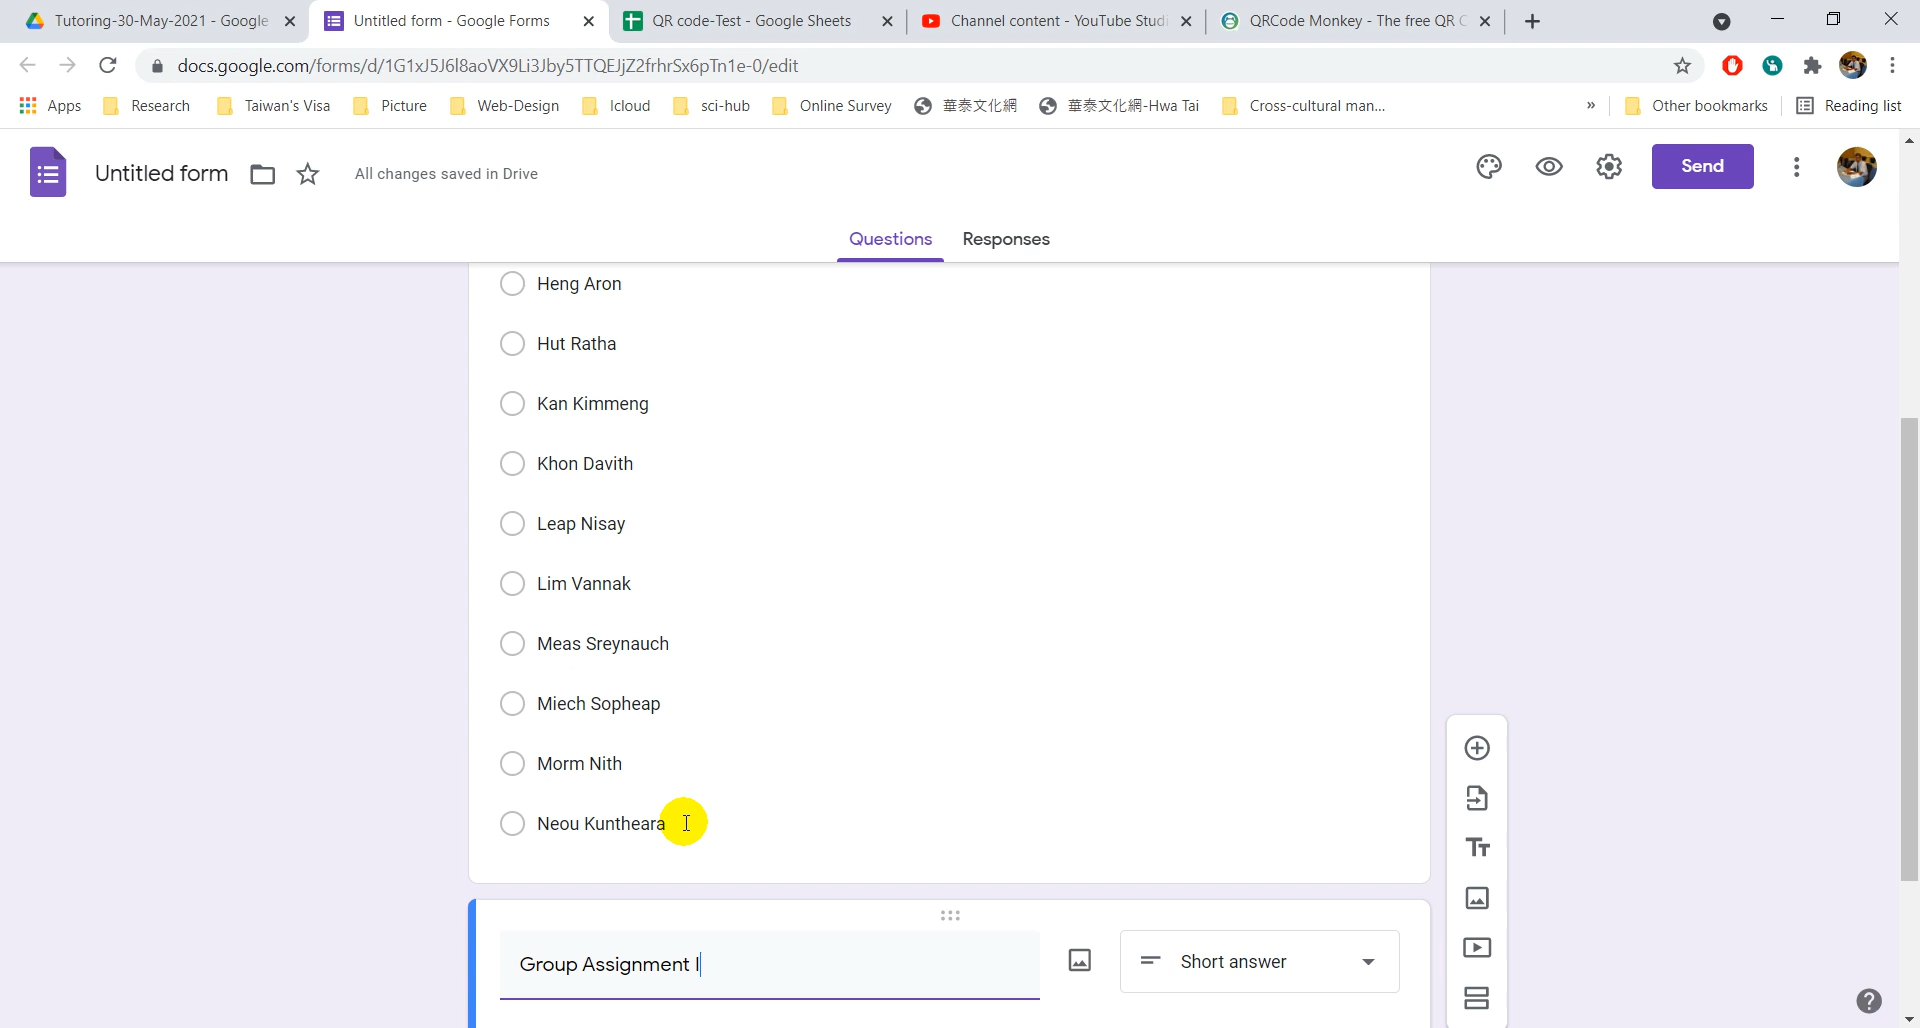 Tutoring-30-May-2021 - Google
Untitled form - Google Forms
QR code-Test - Google Sheets
Channel content - YouTube Studi
QRCode Monkey - The free QR C
docs.google.com/forms/d/1G1xJ5J6l8aoVX9Li3Jby5TTQEJjZ2frhrSx6pTn1e-0/edit
Apps
Research
Taiwan's Visa
Picture
Web-Design
Icloud
sci-hub
Online Survey
華泰文化網
華泰文化網-Hwa Tai
Cross-cultural man...
»
Other bookmarks
Reading list
Untitled form
All changes saved in Drive
Send
Questions
Responses
Heng Aron
Hut Ratha
Kan Kimmeng
Khon Davith
Leap Nisay
Lim Vannak
Meas Sreynauch
Miech Sopheap
Morm Nith
Neou Kuntheara
Tт
Group Assignment I
Short answer